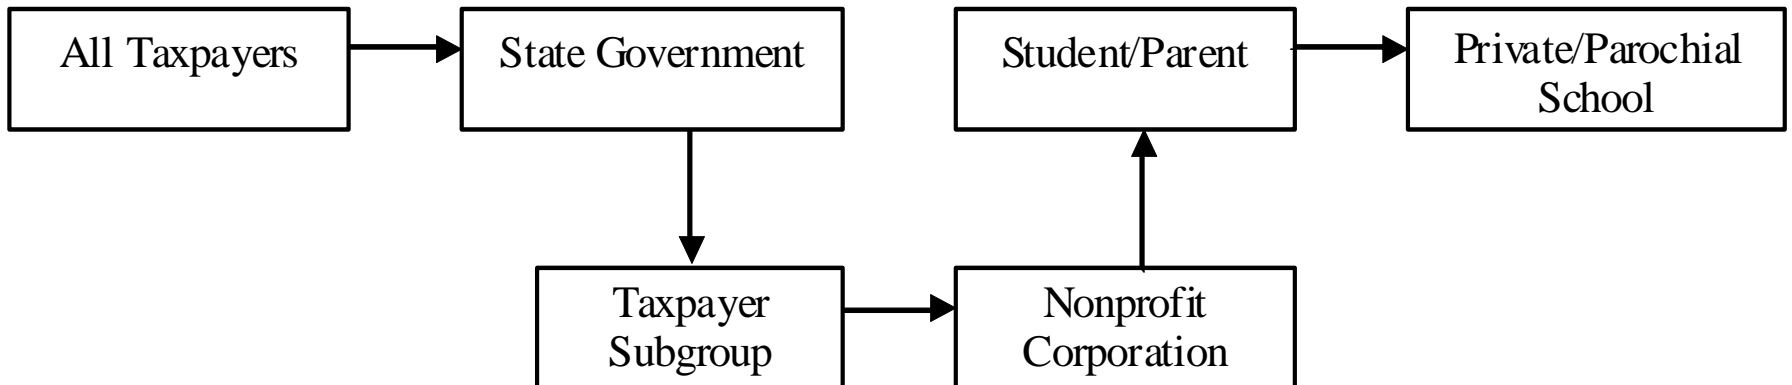 All Taxpayers
State Government
Student/Parent
Private/Parochial
School
Taxpayer
Subgroup
Nonprofit
Corporation